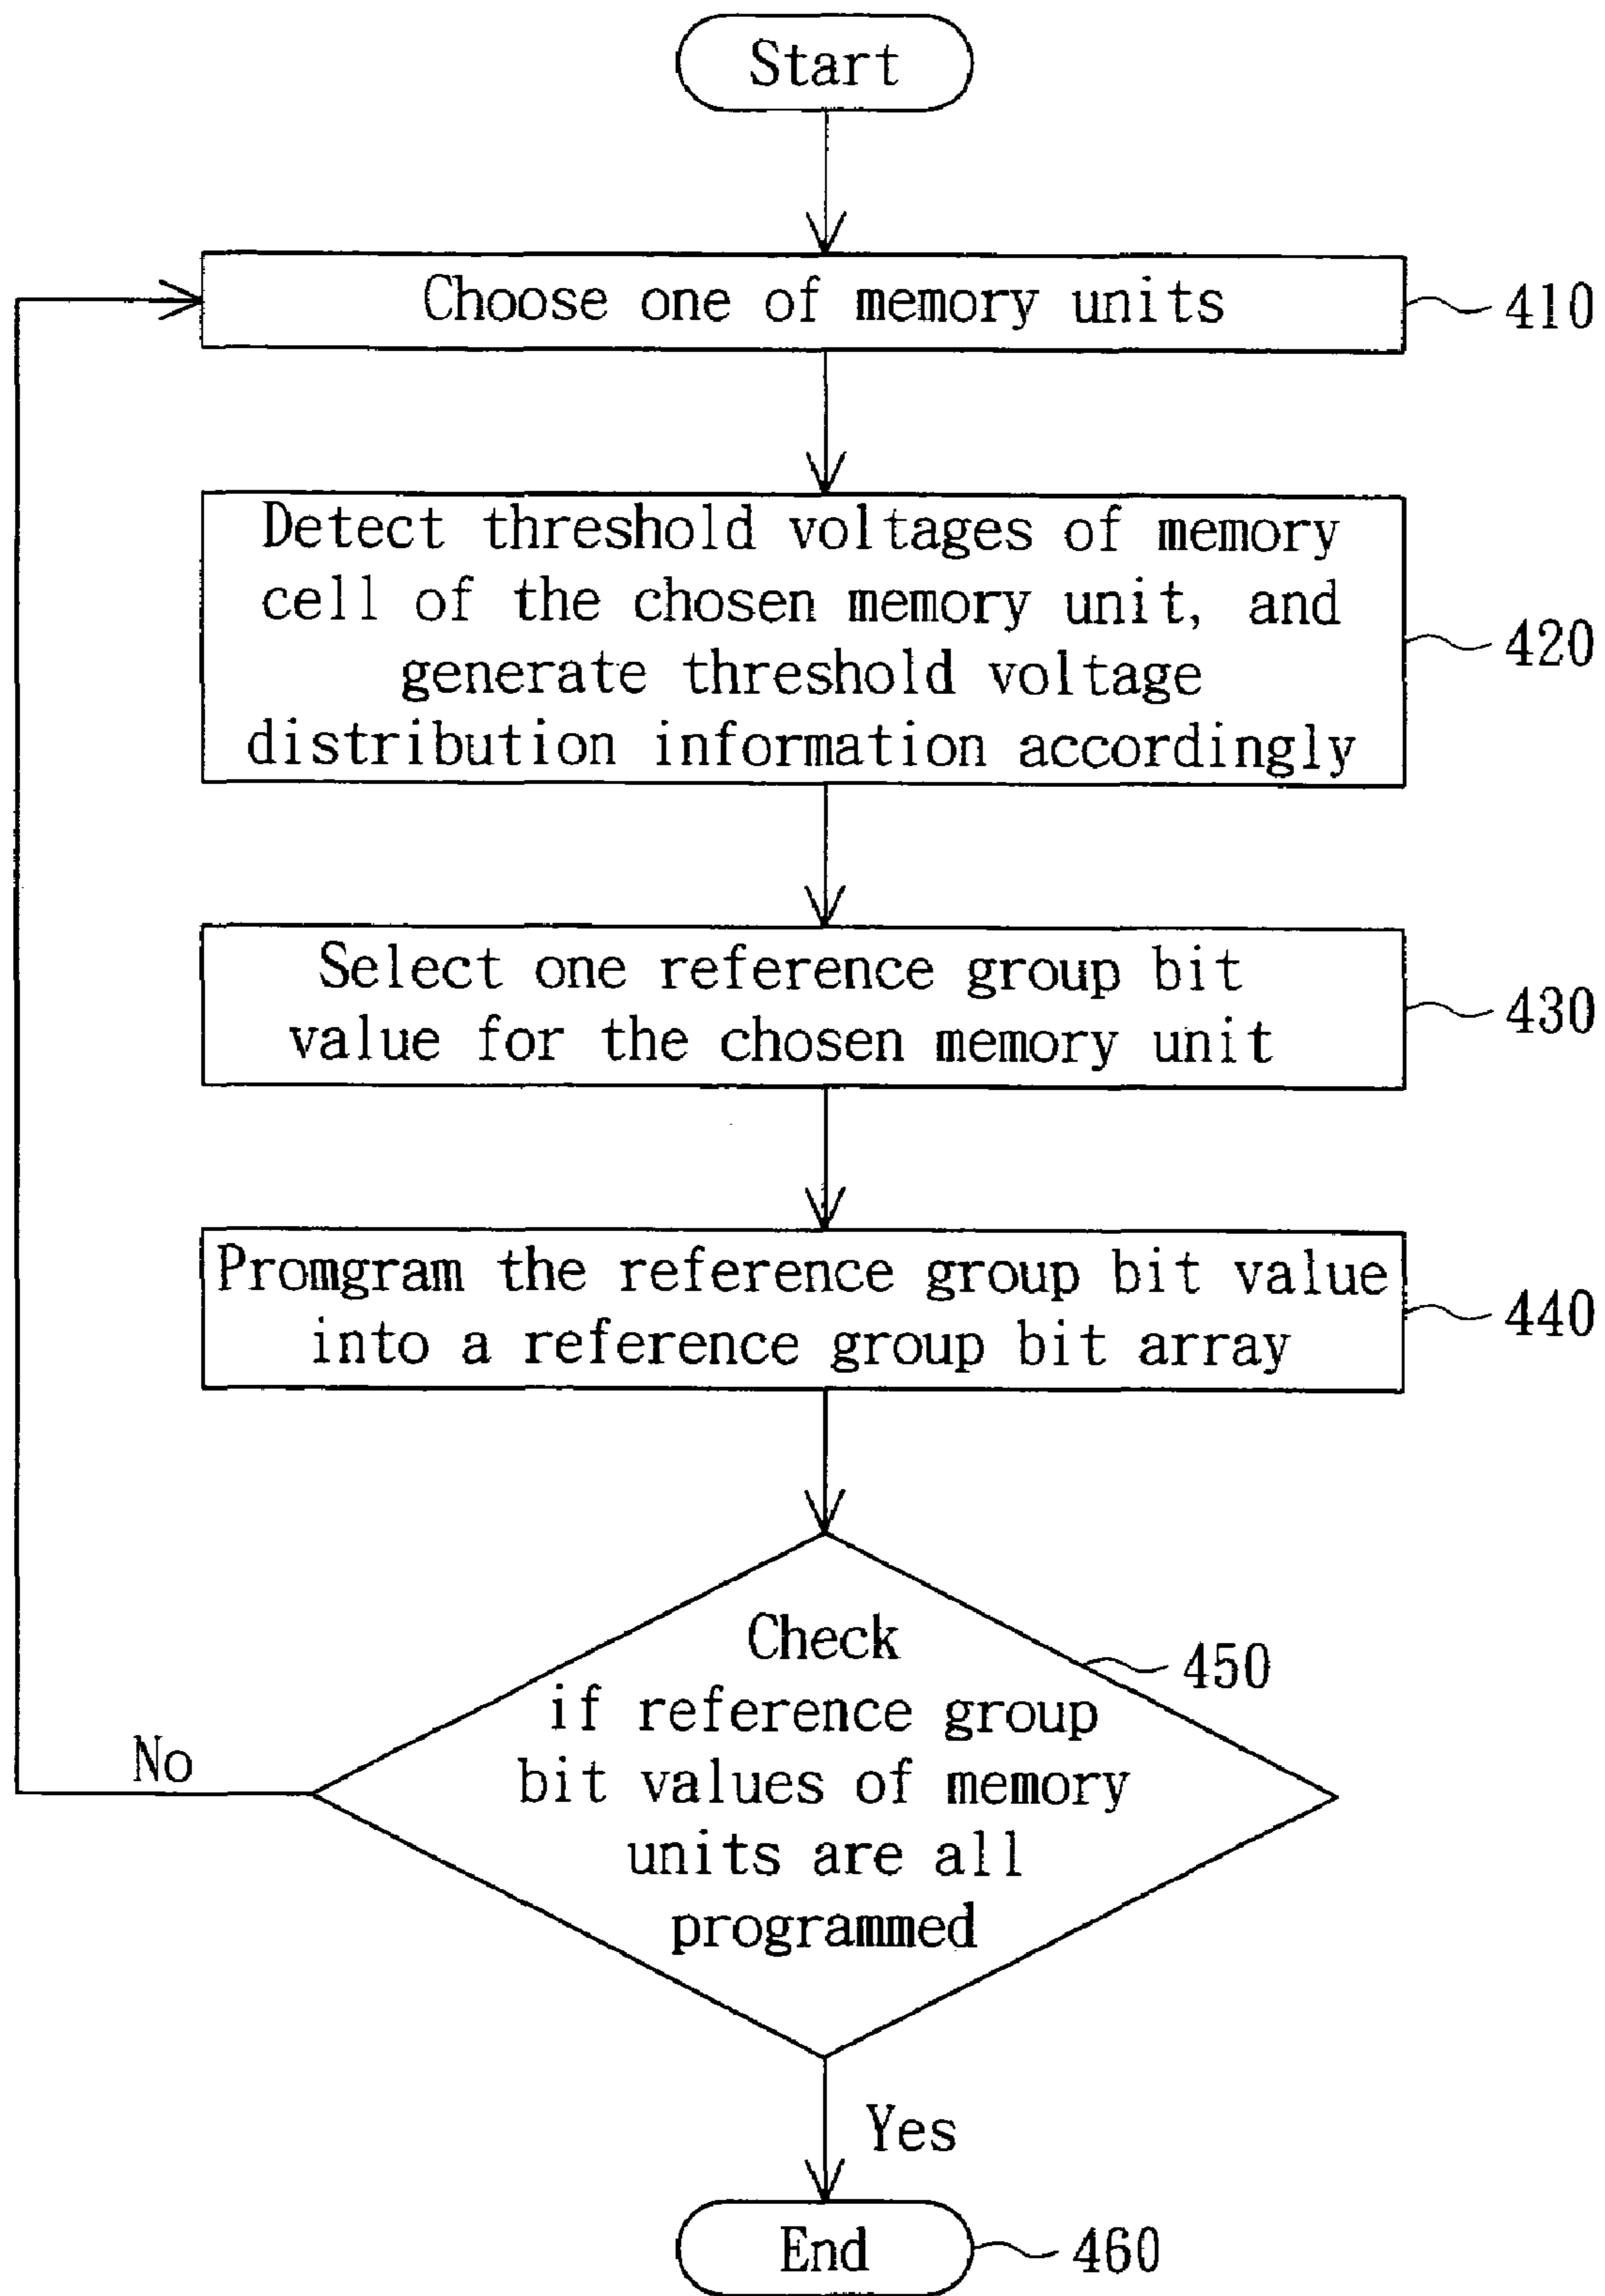 Start
Choose one of memory units
410
Detect threshold voltages of memory
cell of the chosen memory unit, and
generate threshold voltage
distribution information accordingly
420
Select one reference group bit
value for the chosen memory unit
430
Promgram the reference group bit value
into a reference group bit array
440
Check
if reference group
bit values of memory
units are all
programmed
450
No
Yes
End
460